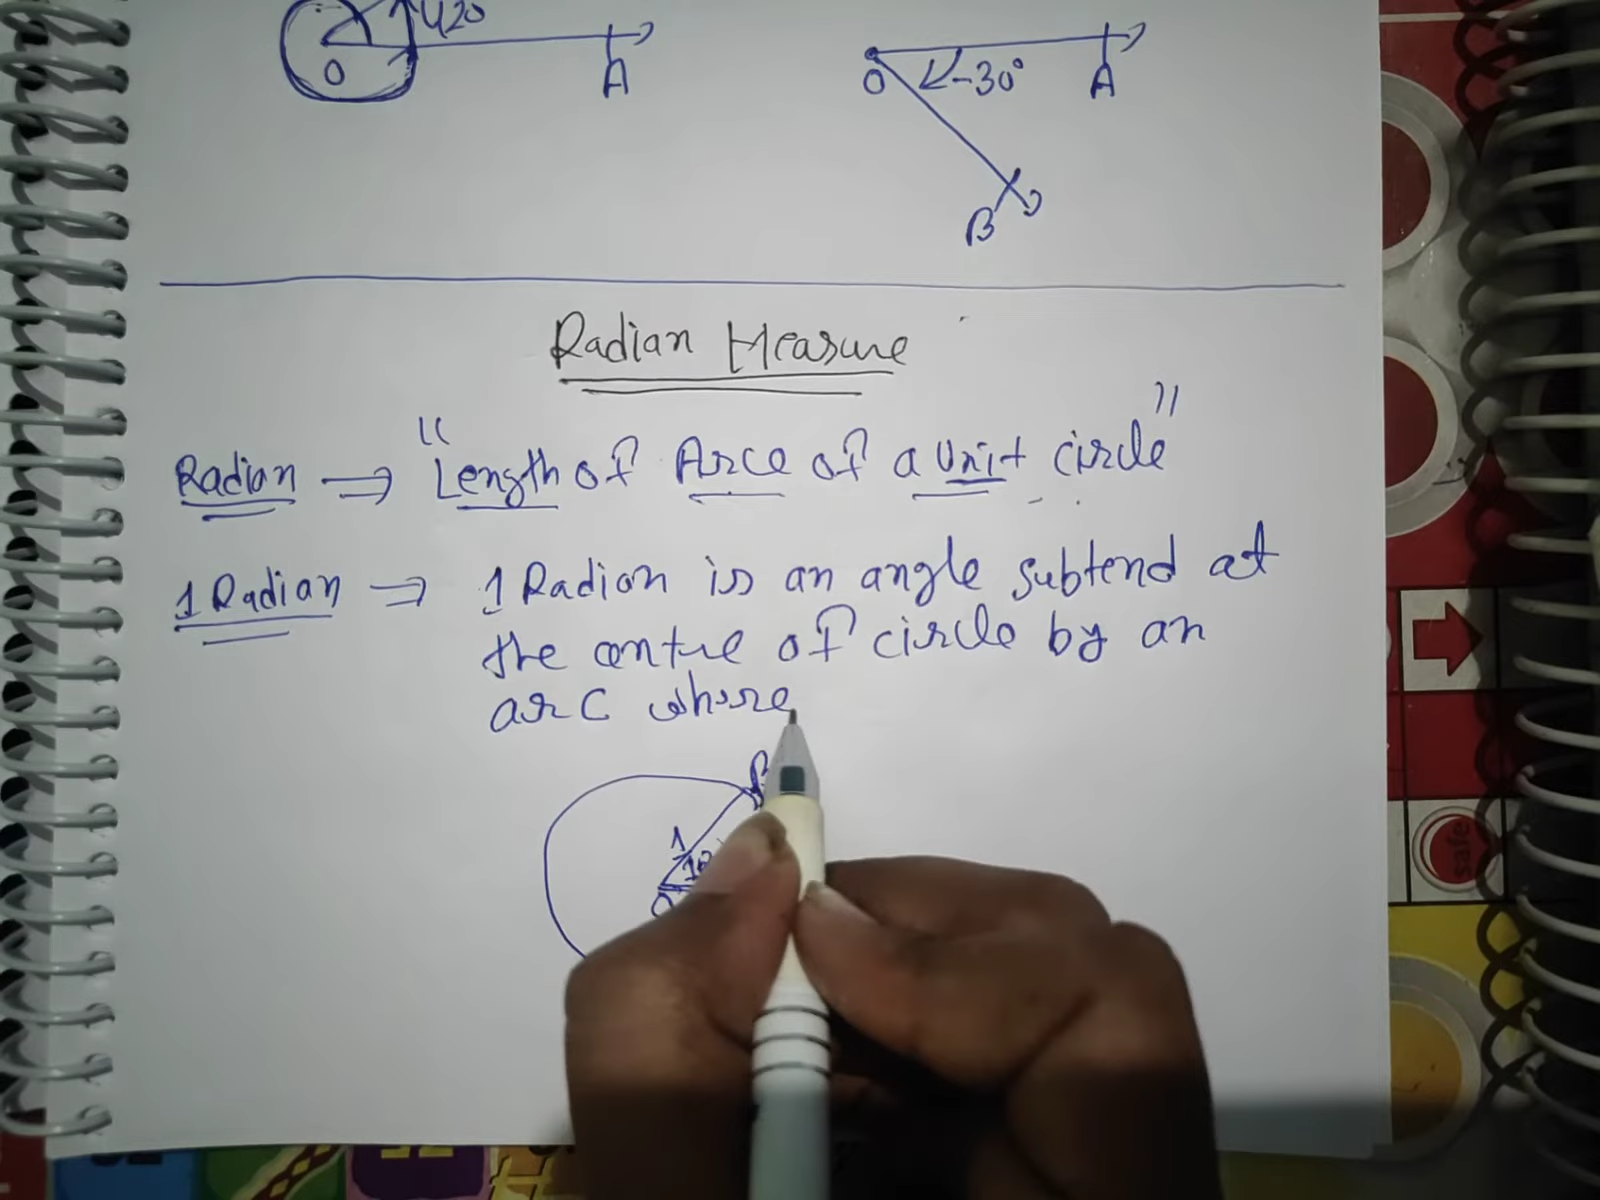 420
O
A
O
-30°
A
B
Radian Measure
Radian ⇒ "Length of Arce of a Unit circle"
1 Radian ⇒ 1 Radian is an angle subtend at
the centre of circle by an
arc where
B
1
O
safe